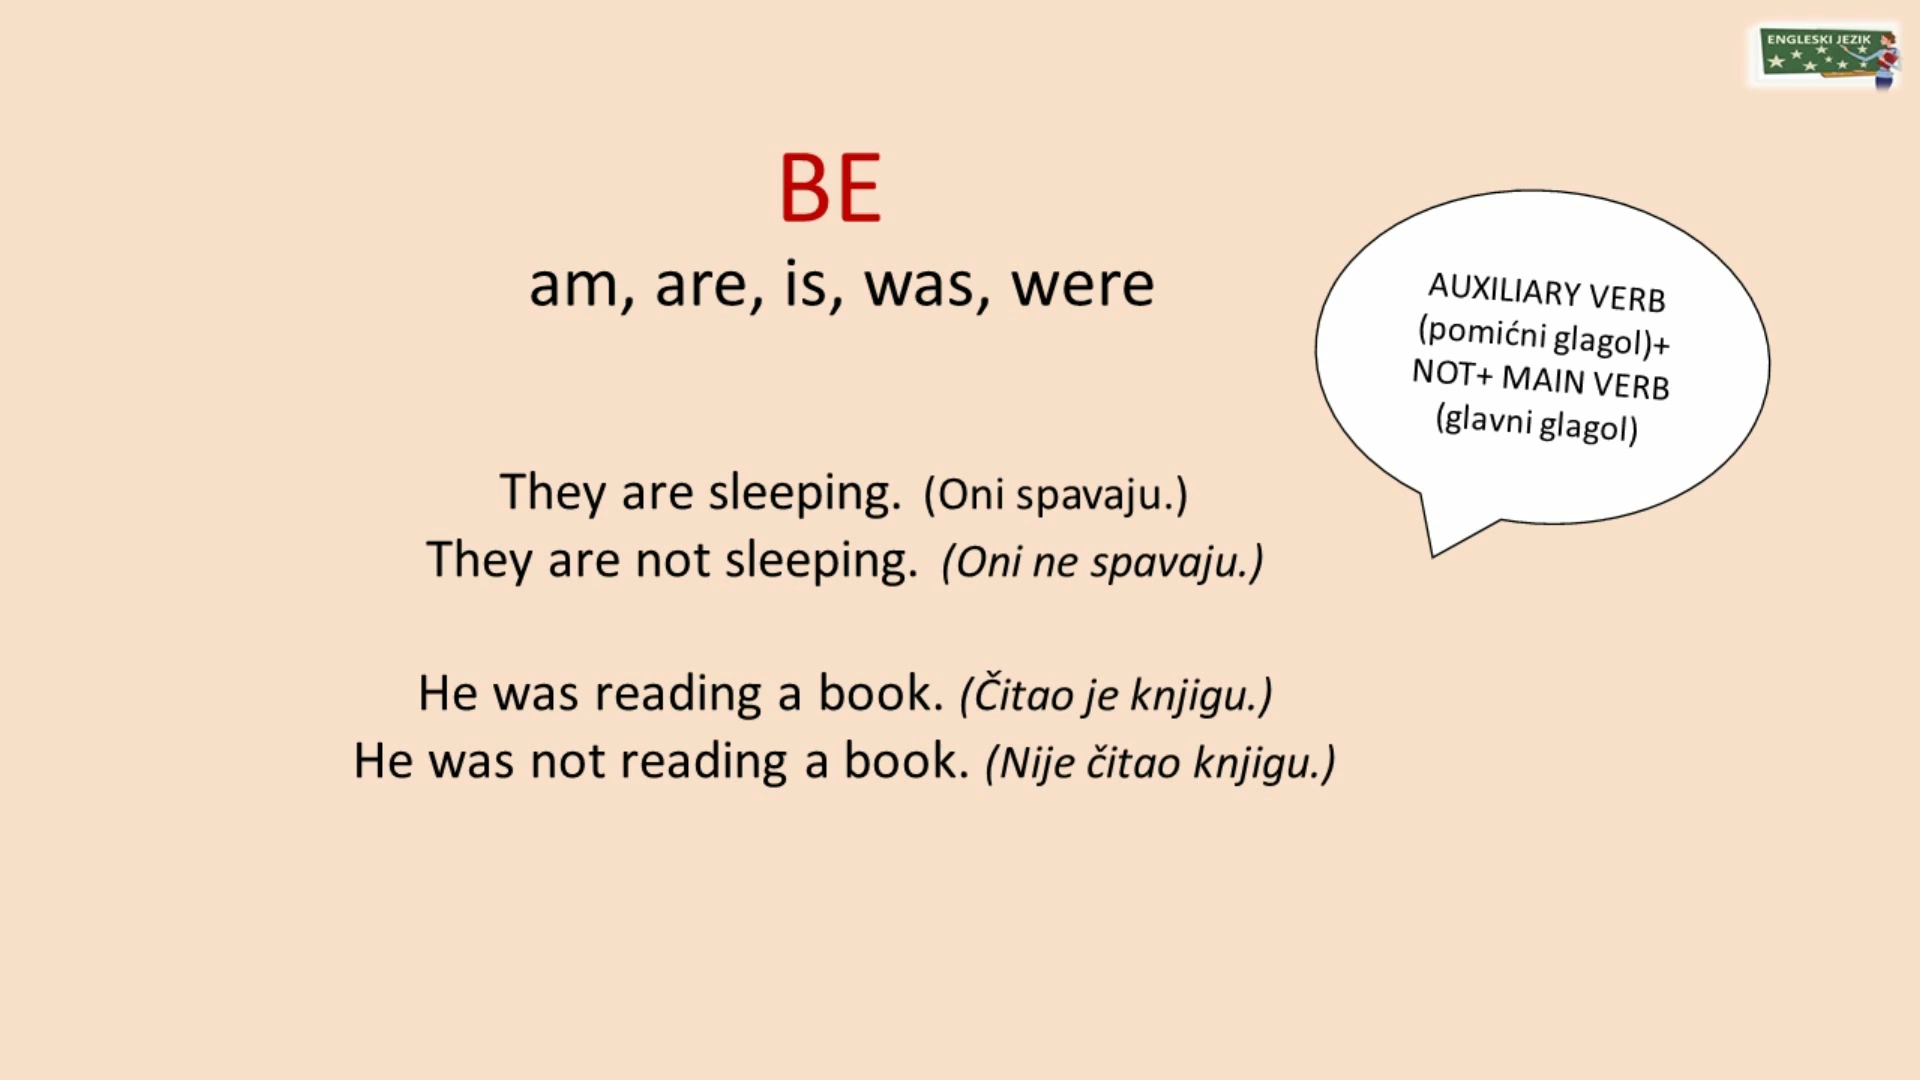 ENGLESKI JEZIK
BE
am, are, is, was, were
AUXILIARY VERB
(pomićni glagol)+
NOT+ MAIN VERB
(glavni glagol)
They are sleeping. (Oni spavaju.)
They are not sleeping. (Oni ne spavaju.)
He was reading a book. (Čitao je knjigu.)
He was not reading a book. (Nije čitao knjigu.)